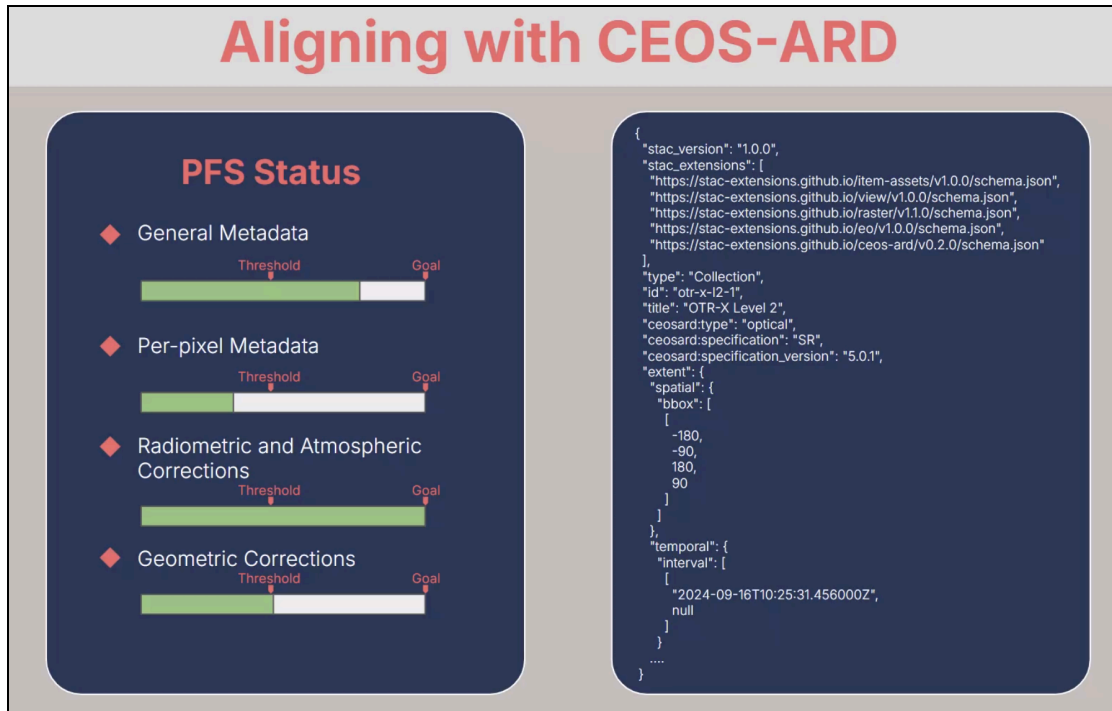 Aligning with CEOS-ARD
PFS Status
General Metadata
Threshold Goal
Per-pixel Metadata
Threshold Goal
Radiometric and Atmospheric
Corrections
Threshold Goal
Geometric Corrections
Threshold Goal
{
"stac_version": "1.0.0",
"stac_extensions": [
"https://stac-extensions.github.io/item-assets/v1.0.0/schema.json",
"https://stac-extensions.github.io/view/v1.0.0/schema.json",
"https://stac-extensions.github.io/raster/v1.1.0/schema.json",
"https://stac-extensions.github.io/eo/v1.0.0/schema.json",
"https://stac-extensions.github.io/ceos-ard/v0.2.0/schema.json"
],
"type": "Collection",
"id": "otr-x-l2-1",
"title": "OTR-X Level 2",
"ceosard:type": "optical",
"ceosard:specification": "SR",
"ceosard:specification_version": "5.0.1",
"extent": {
"spatial": {
"bbox": [
[
-180,
-90,
180,
90
]
]
},
"temporal": {
"interval": [
[
"2024-09-16T10:25:31.456000Z",
null
]
}
....
}